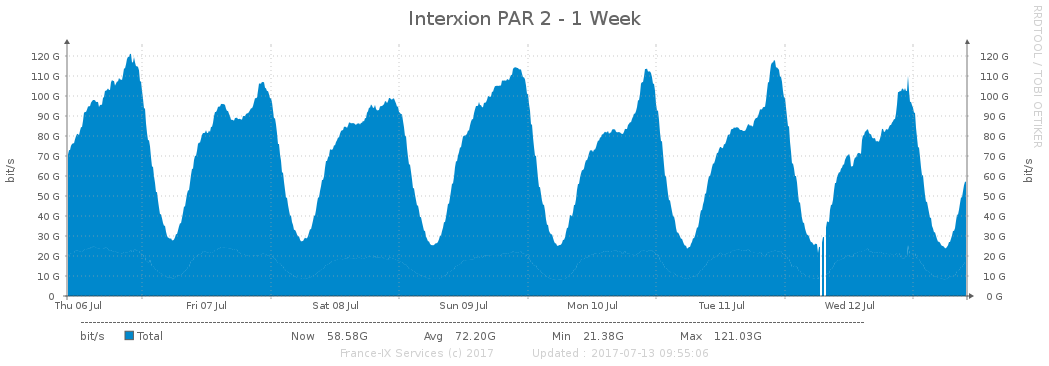 Interxion PAR 2 - 1 Week
RRDTOOL / TOBI OETIKER
bit/s
bit/s
120 G 120 G
110 G 110 G
100 G 100 G
90 G 90 G
80 G 80 G
70 G 70 G
60 G 60 G
50 G 50 G
40 G 40 G
30 G 30 G
20 G 20 G
10 G 10 G
0 0 G
Thu 06 Jul Fri 07 Jul Sat 08 Jul Sun 09 Jul Mon 10 Jul Tue 11 Jul Wed 12 Jul
bit/s Total Now 58.58G Avg 72.20G Min 21.38G Max 121.03G
France-IX Services (c) 2017 Updated : 2017-07-13 09:55:06